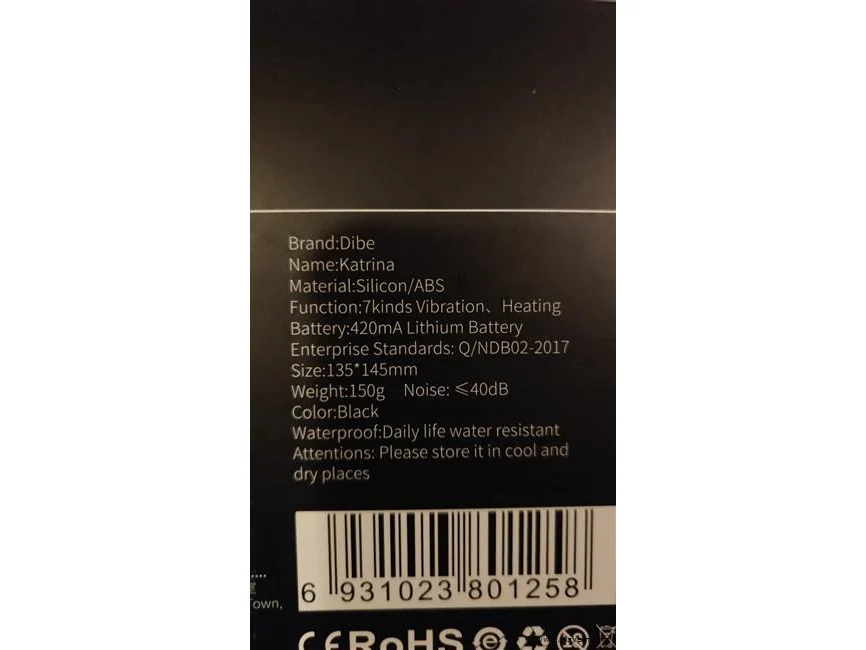 Brand:Dibe
Name:Katrina
Material:Silicon/ABS
Function:7kinds Vibration、Heating
Battery:420mA Lithium Battery
Enterprise Standards: Q/NDB02-2017
Size:135*145mm
Weight:150g Noise: ≤40dB
Color:Black
Waterproof:Daily life water resistant
Attentions: Please store it in cool and
dry places
own,
6 931023 801258
CE RoHS